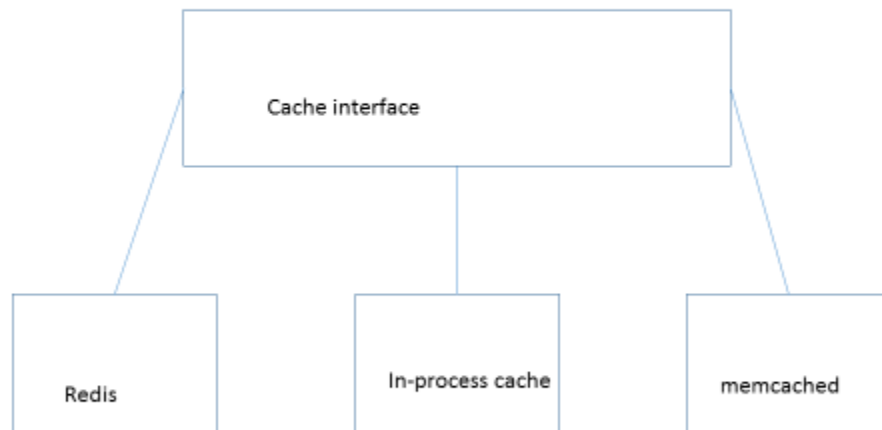 Cache interface
Redis
In-process cache
memcached